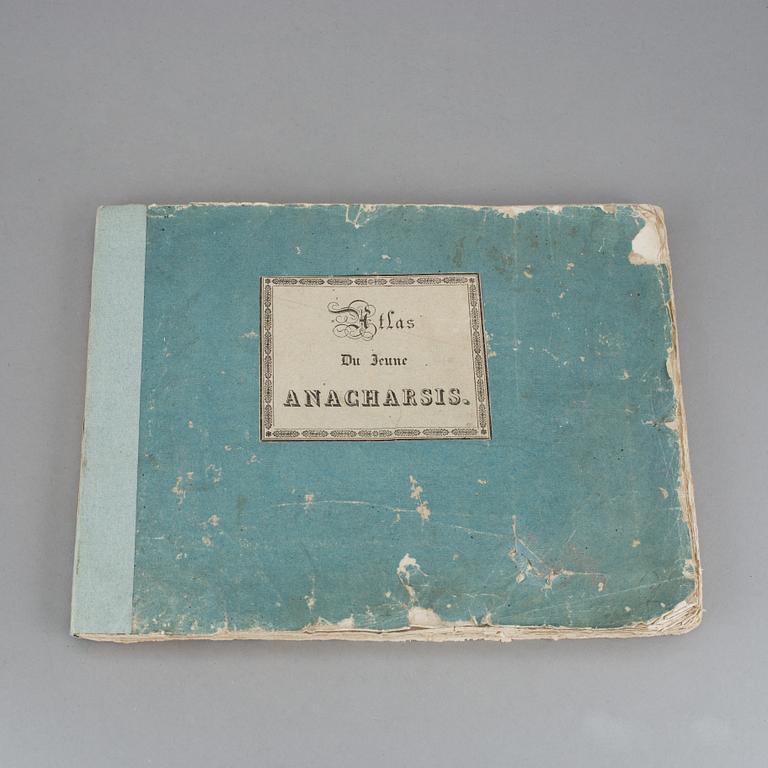 Atlas
Du Jeune
ANACHARSIS.